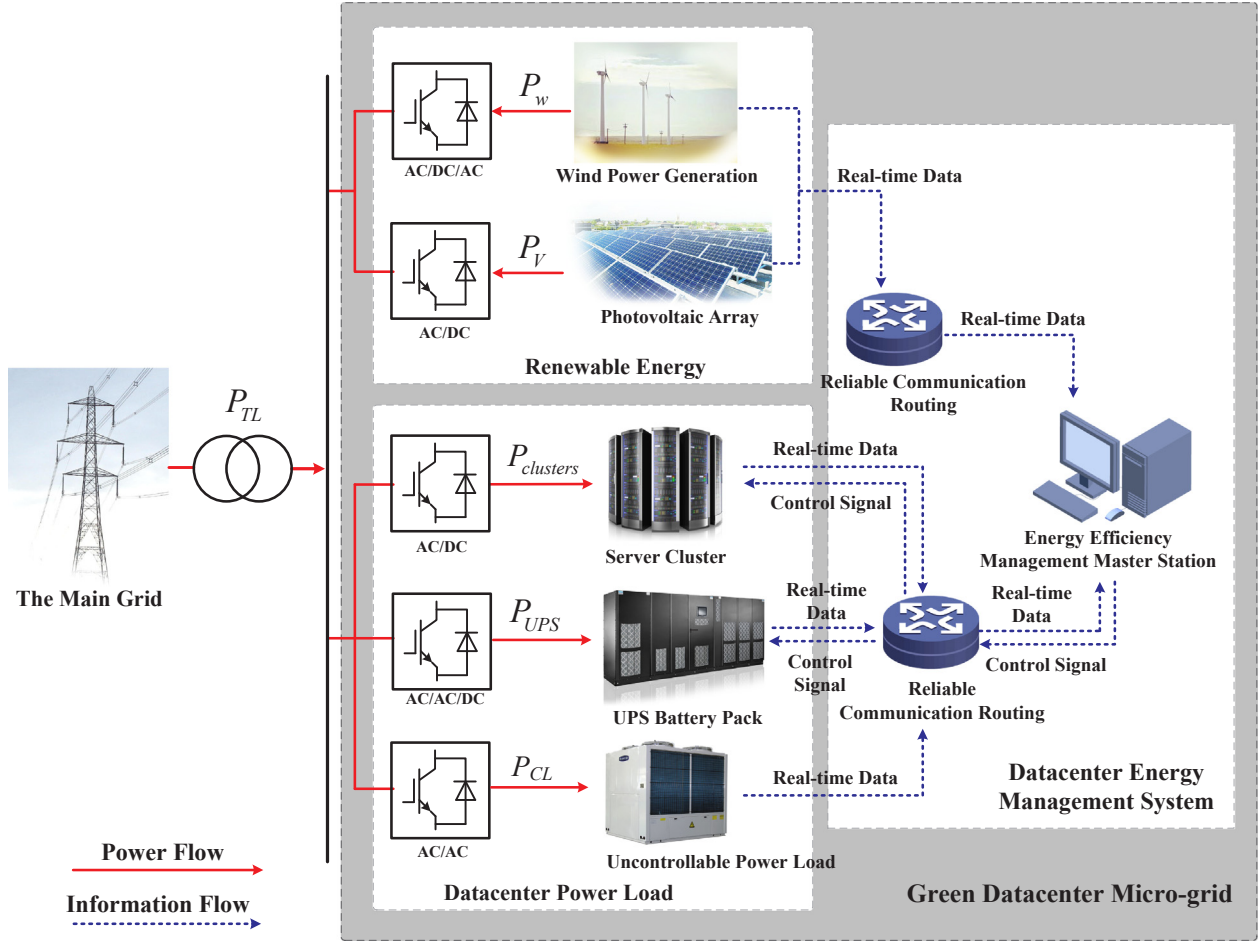 P_w
AC/DC/AC
Wind Power Generation
P_V
AC/DC
Photovoltaic Array
Renewable Energy
Real-time Data
Real-time Data
Reliable Communication
Routing
P_TL
The Main Grid
P_clusters
AC/DC
Server Cluster
Real-time Data
Control Signal
Energy Efficiency
Management Master Station
P_UPS
AC/AC/DC
UPS Battery Pack
Real-time
Data
Control
Signal
Real-time
Data
Control Signal
Reliable
Communication Routing
P_CL
AC/AC
Uncontrollable Power Load
Real-time Data
Datacenter Power Load
Datacenter Energy
Management System
Green Datacenter Micro-grid
Power Flow
Information Flow